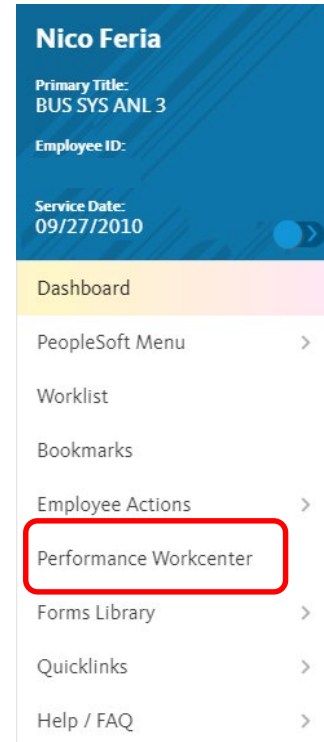 Nico Feria
Primary Title:
BUS SYS ANL 3
Employee ID:
Service Date:
09/27/2010
Dashboard
PeopleSoft Menu
Worklist
Bookmarks
Employee Actions
Performance Workcenter
Forms Library
Quicklinks
Help / FAQ